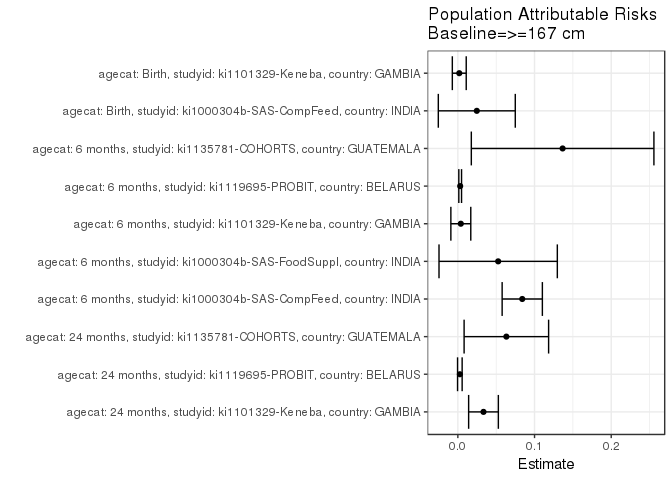 Population Attributable Risks
Baseline=>=167 cm
agecat: Birth, studyid: ki1101329-Keneba, country: GAMBIA
agecat: Birth, studyid: ki1000304b-SAS-CompFeed, country: INDIA
agecat: 6 months, studyid: ki1135781-COHORTS, country: GUATEMALA
agecat: 6 months, studyid: ki1119695-PROBIT, country: BELARUS
agecat: 6 months, studyid: ki1101329-Keneba, country: GAMBIA
agecat: 6 months, studyid: ki1000304b-SAS-FoodSuppl, country: INDIA
agecat: 6 months, studyid: ki1000304b-SAS-CompFeed, country: INDIA
agecat: 24 months, studyid: ki1135781-COHORTS, country: GUATEMALA
agecat: 24 months, studyid: ki1119695-PROBIT, country: BELARUS
agecat: 24 months, studyid: ki1101329-Keneba, country: GAMBIA
0.0 0.1 0.2
Estimate